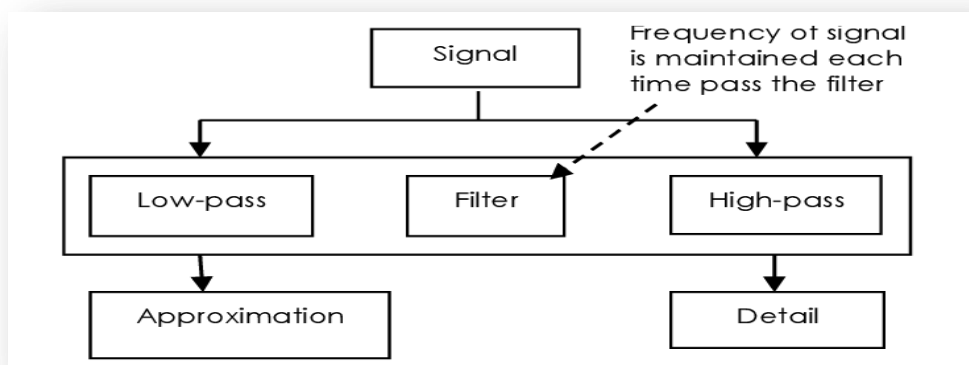 Signal
Frequency of signal
is maintained each
time pass the filter
Low-pass
Filter
High-pass
Approximation
Detail